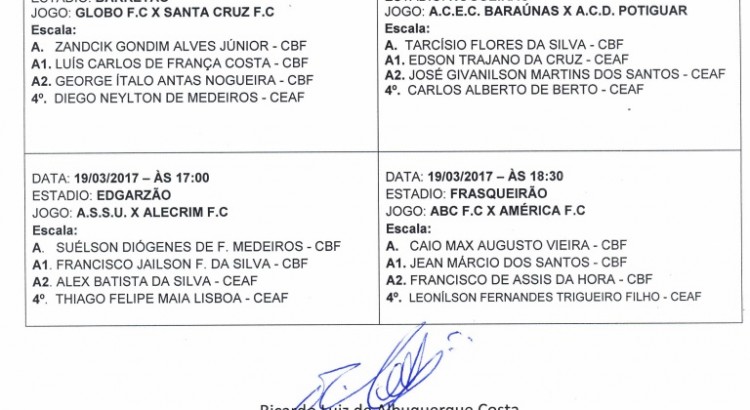 JOGO: GLOBO F.C X SANTA CRUZ F.C
Escala:
A. ZANDCIK GONDIM ALVES JÚNIOR - CBF
A1. LUÍS CARLOS DE FRANÇA COSTA - CBF
A2. GEORGE ÍTALO ANTAS NOGUEIRA - CBF
4º. DIEGO NEYLTON DE MEDEIROS - CEAF
JOGO: A.C.E.C. BARAÚNAS X A.C.D. POTIGUAR
Escala:
A. TARCÍSIO FLORES DA SILVA - CBF
A1. EDSON TRAJANO DA CRUZ - CEAF
A2. JOSÉ GIVANILSON MARTINS DOS SANTOS - CEAF
4º. CARLOS ALBERTO DE BERTO - CEAF
DATA: 19/03/2017 – ÀS 17:00
ESTADIO: EDGARZÃO
JOGO: A.S.S.U. X ALECRIM F.C
Escala:
A. SUÉLSON DIÓGENES DE F. MEDEIROS - CBF
A1. FRANCISCO JAILSON F. DA SILVA - CBF
A2. ALEX BATISTA DA SILVA - CEAF
4º. THIAGO FELIPE MAIA LISBOA - CEAF
DATA: 19/03/2017 – ÀS 18:30
ESTADIO: FRASQUEIRÃO
JOGO: ABC F.C X AMÉRICA F.C
Escala:
A. CAIO MAX AUGUSTO VIEIRA - CBF
A1. JEAN MÁRCIO DOS SANTOS - CBF
A2. FRANCISCO DE ASSIS DA HORA - CBF
4º. LEONÍLSON FERNANDES TRIGUEIRO FILHO - CEAF
Ricardo Luiz de Albuquerque Costa